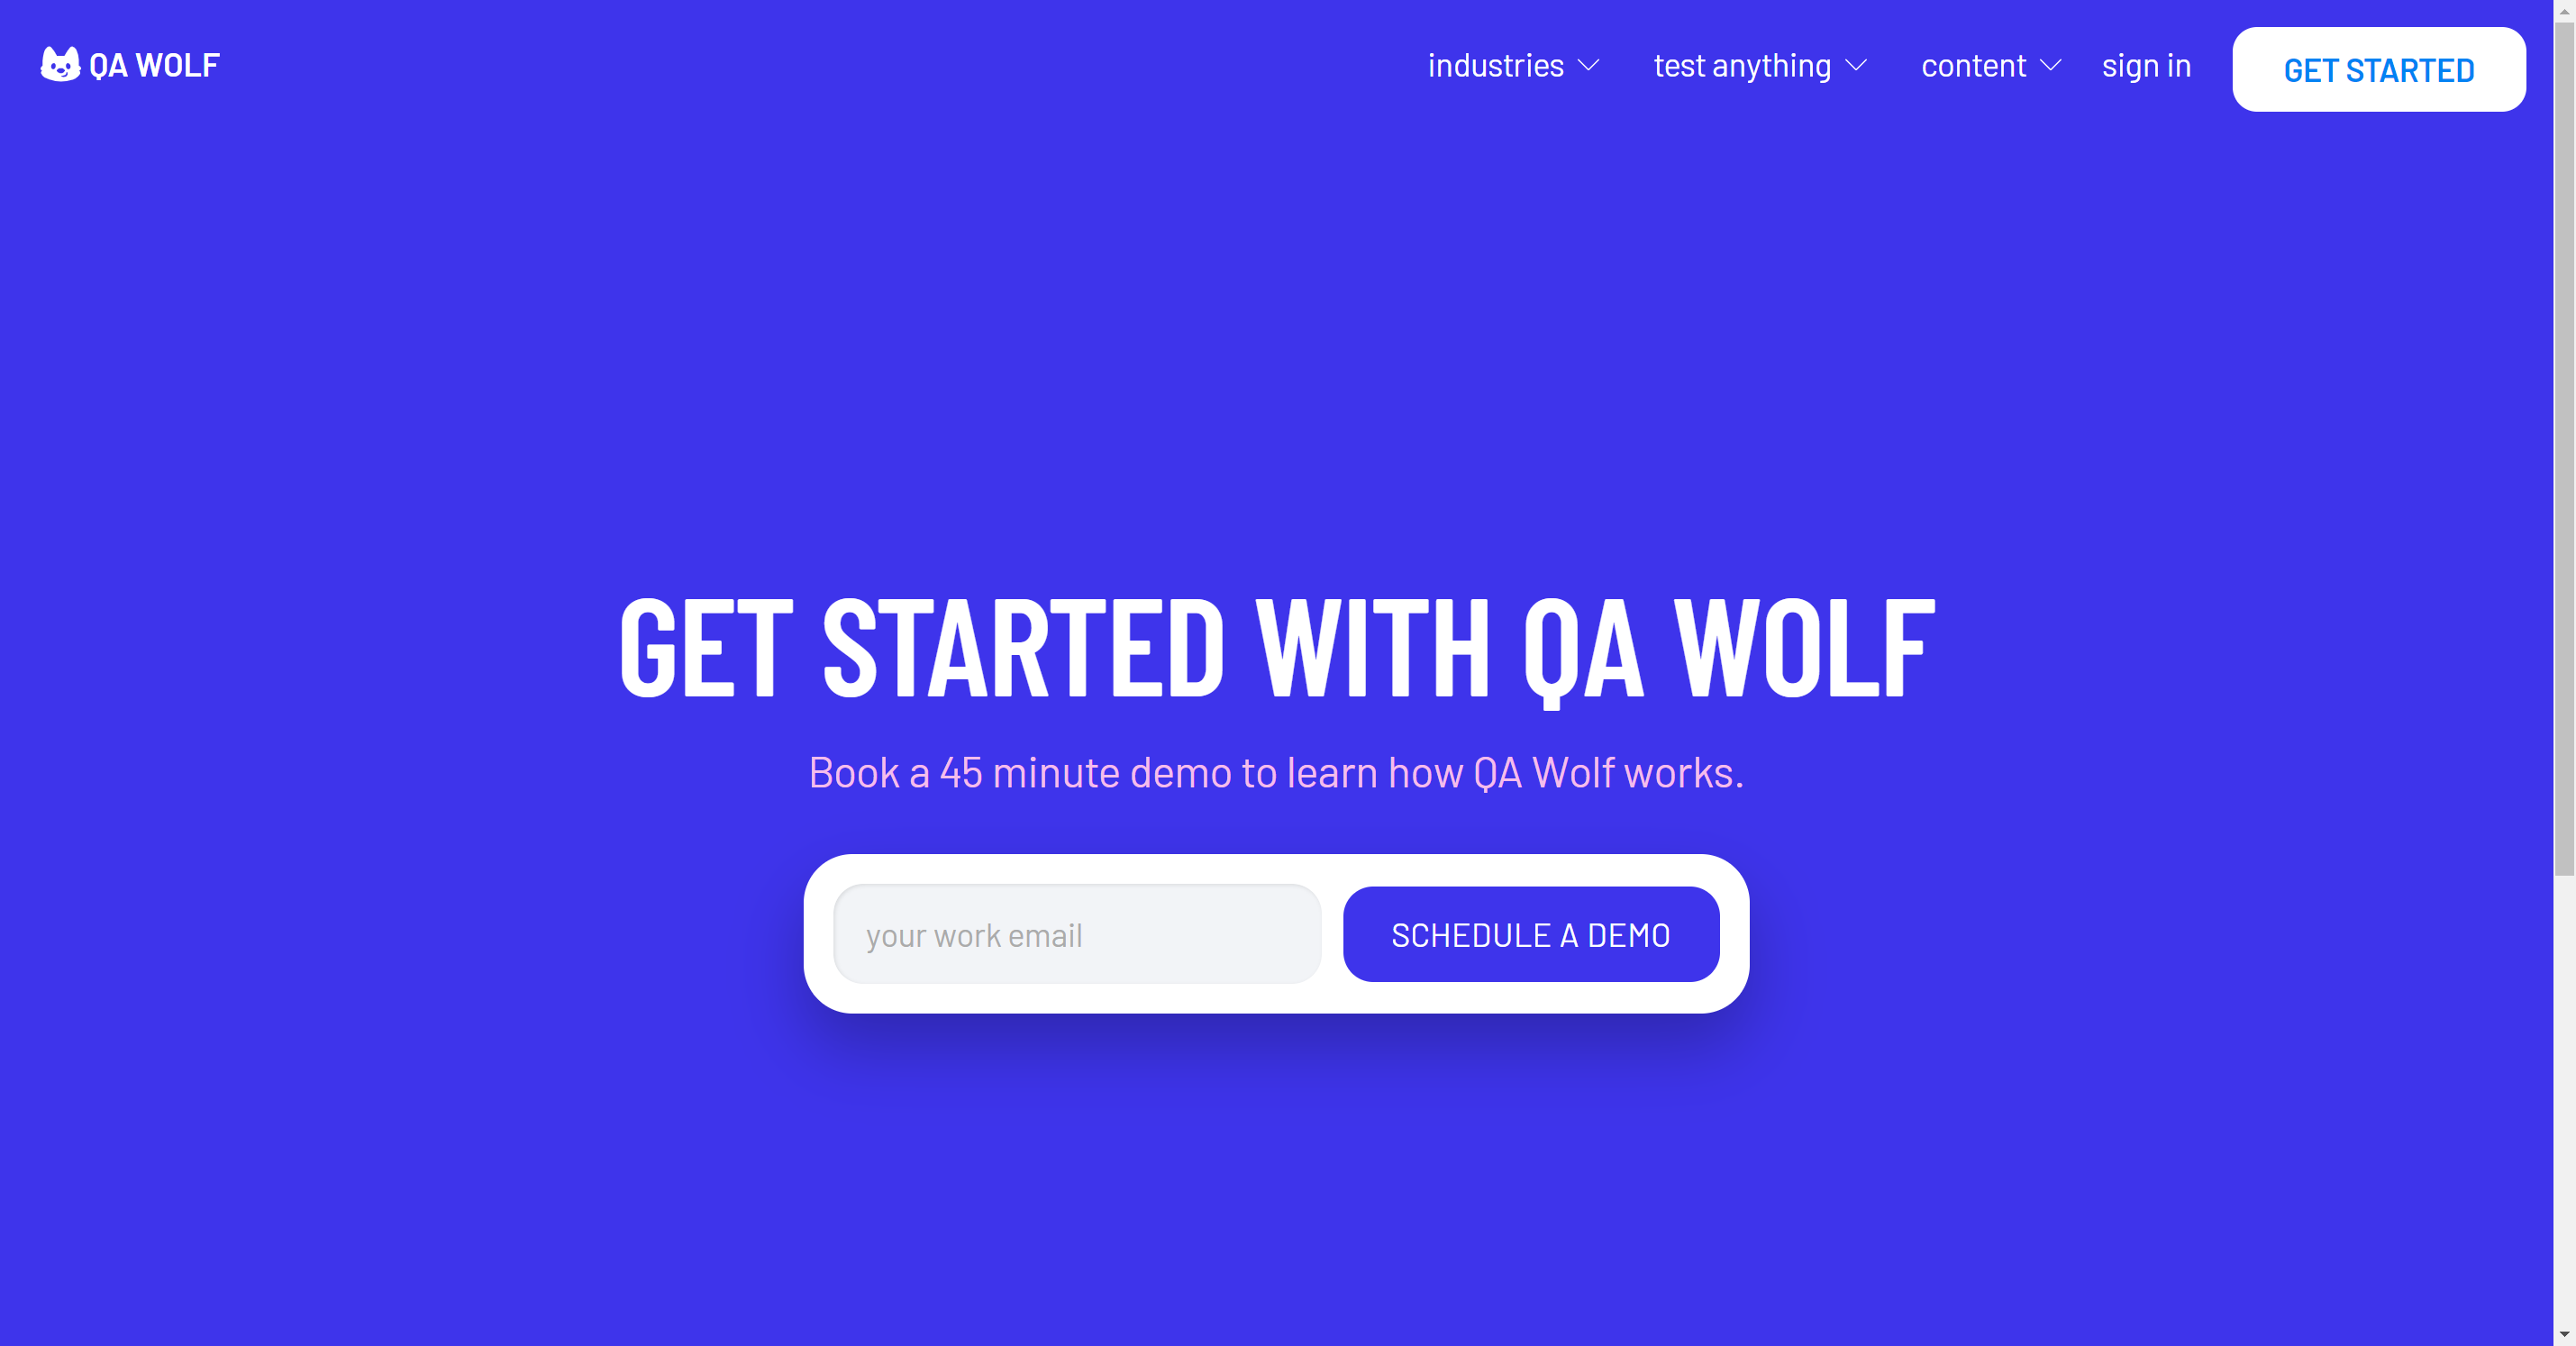 QA WOLF
industries
test anything
content
sign in
GET STARTED
GET STARTED WITH QA WOLF
Book a 45 minute demo to learn how QA Wolf works.
your work email
SCHEDULE A DEMO